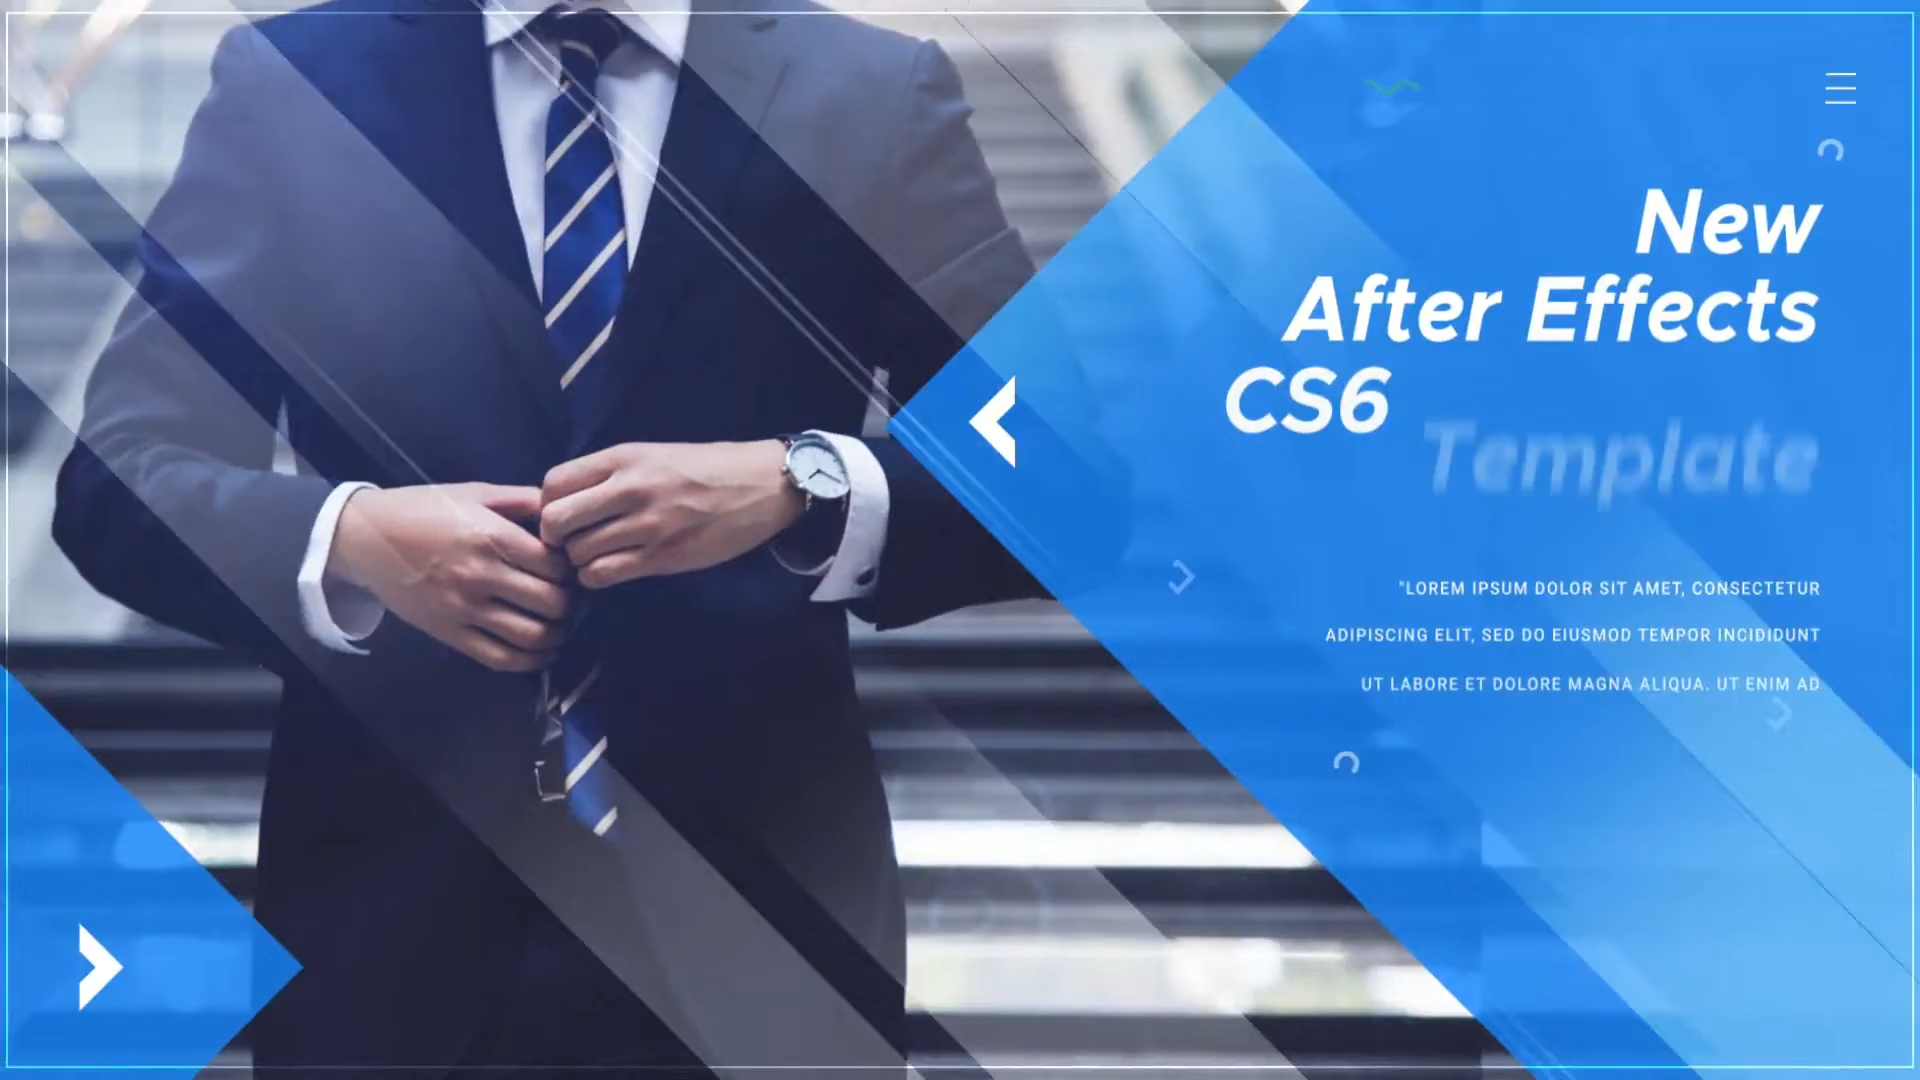 New
After Effects
CS6
Template
"LOREM IPSUM DOLOR SIT AMET, CONSECTETUR
ADIPISCING ELIT, SED DO EIUSMOD TEMPOR INCIDIDUNT
UT LABORE ET DOLORE MAGNA ALIQUA. UT ENIM AD